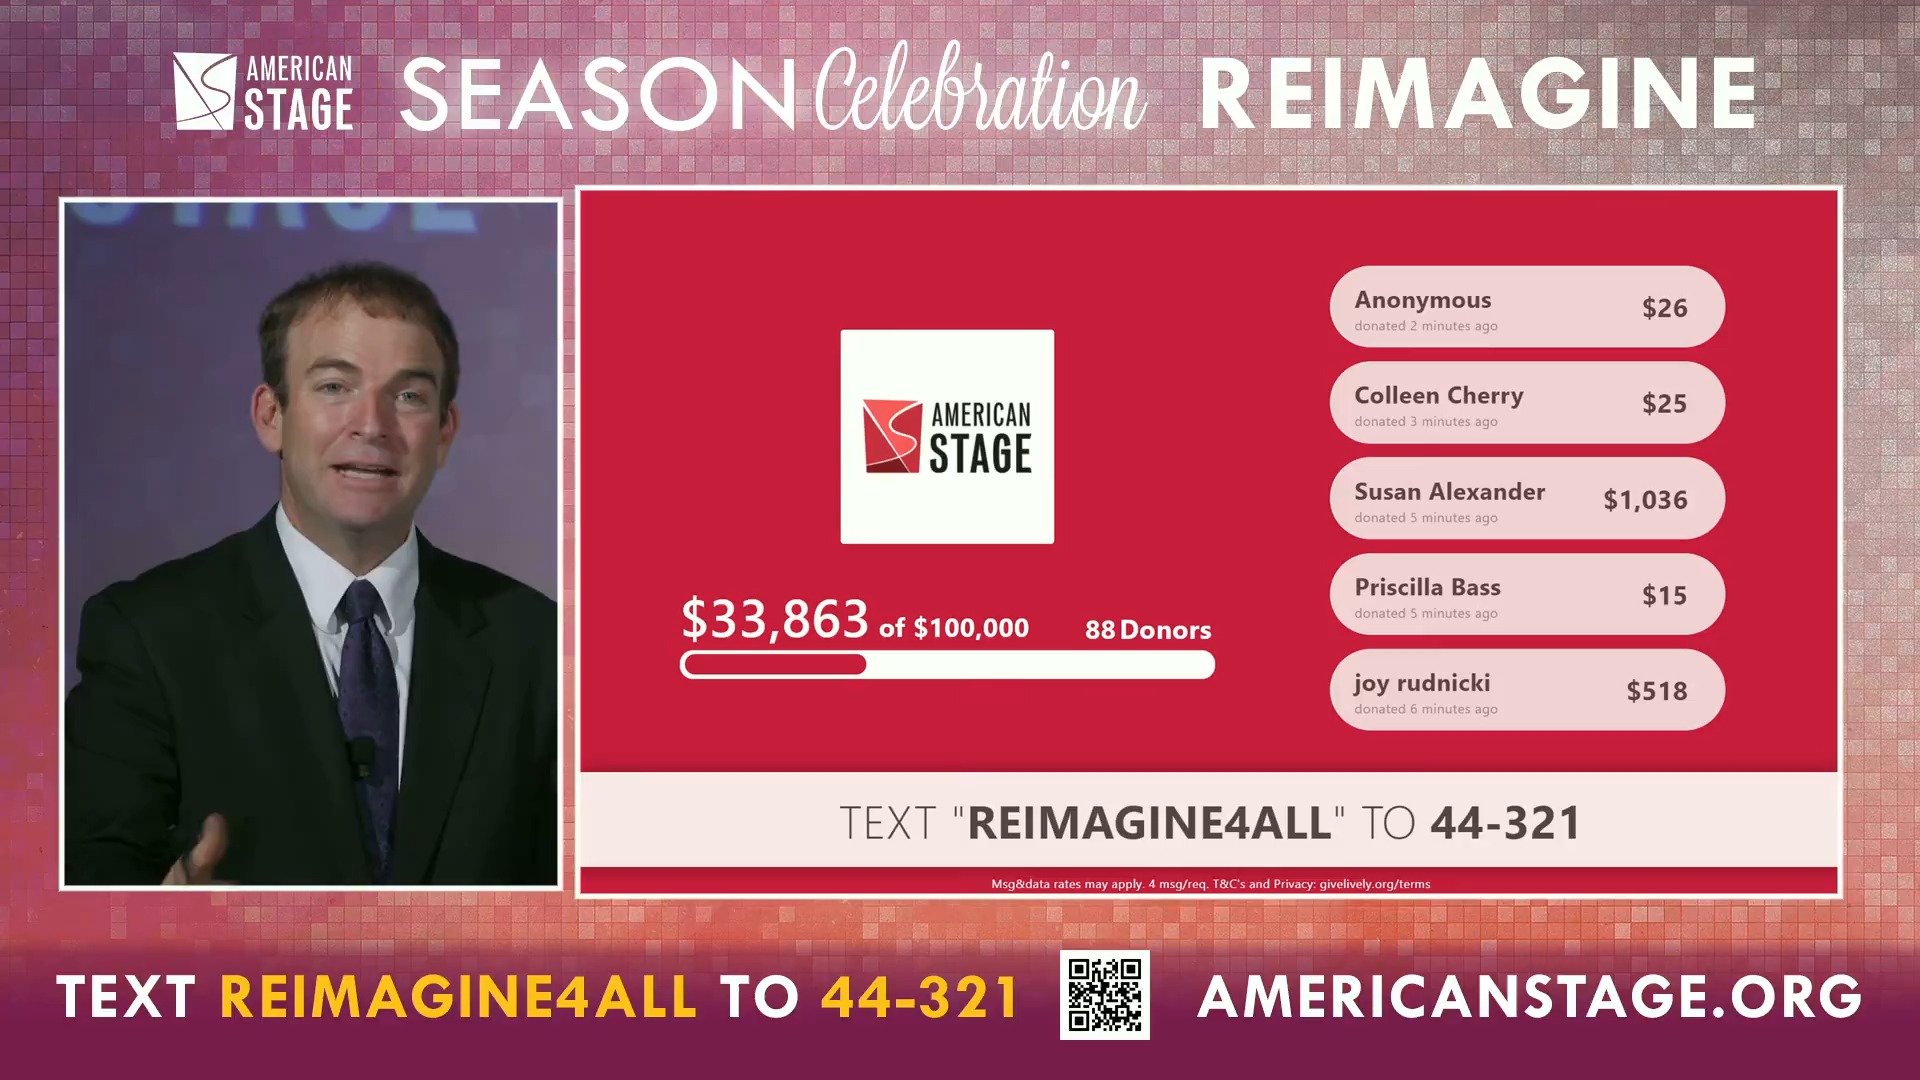 AMERICAN
STAGE
SEASON Celebration REIMAGINE
STAGE
AMERICAN
STAGE
$33,863 of $100,000 88 Donors
Anonymous
donated 2 minutes ago
$26
Colleen Cherry
donated 3 minutes ago
$25
Susan Alexander
donated 5 minutes ago
$1,036
Priscilla Bass
donated 5 minutes ago
$15
joy rudnicki
donated 6 minutes ago
$518
TEXT "REIMAGINE4ALL" TO 44-321
Msg&data rates may apply. 4 msg/req. T&C's and Privacy: givelively.org/terms
TEXT REIMAGINE4ALL TO 44-321
AMERICANSTAGE.ORG